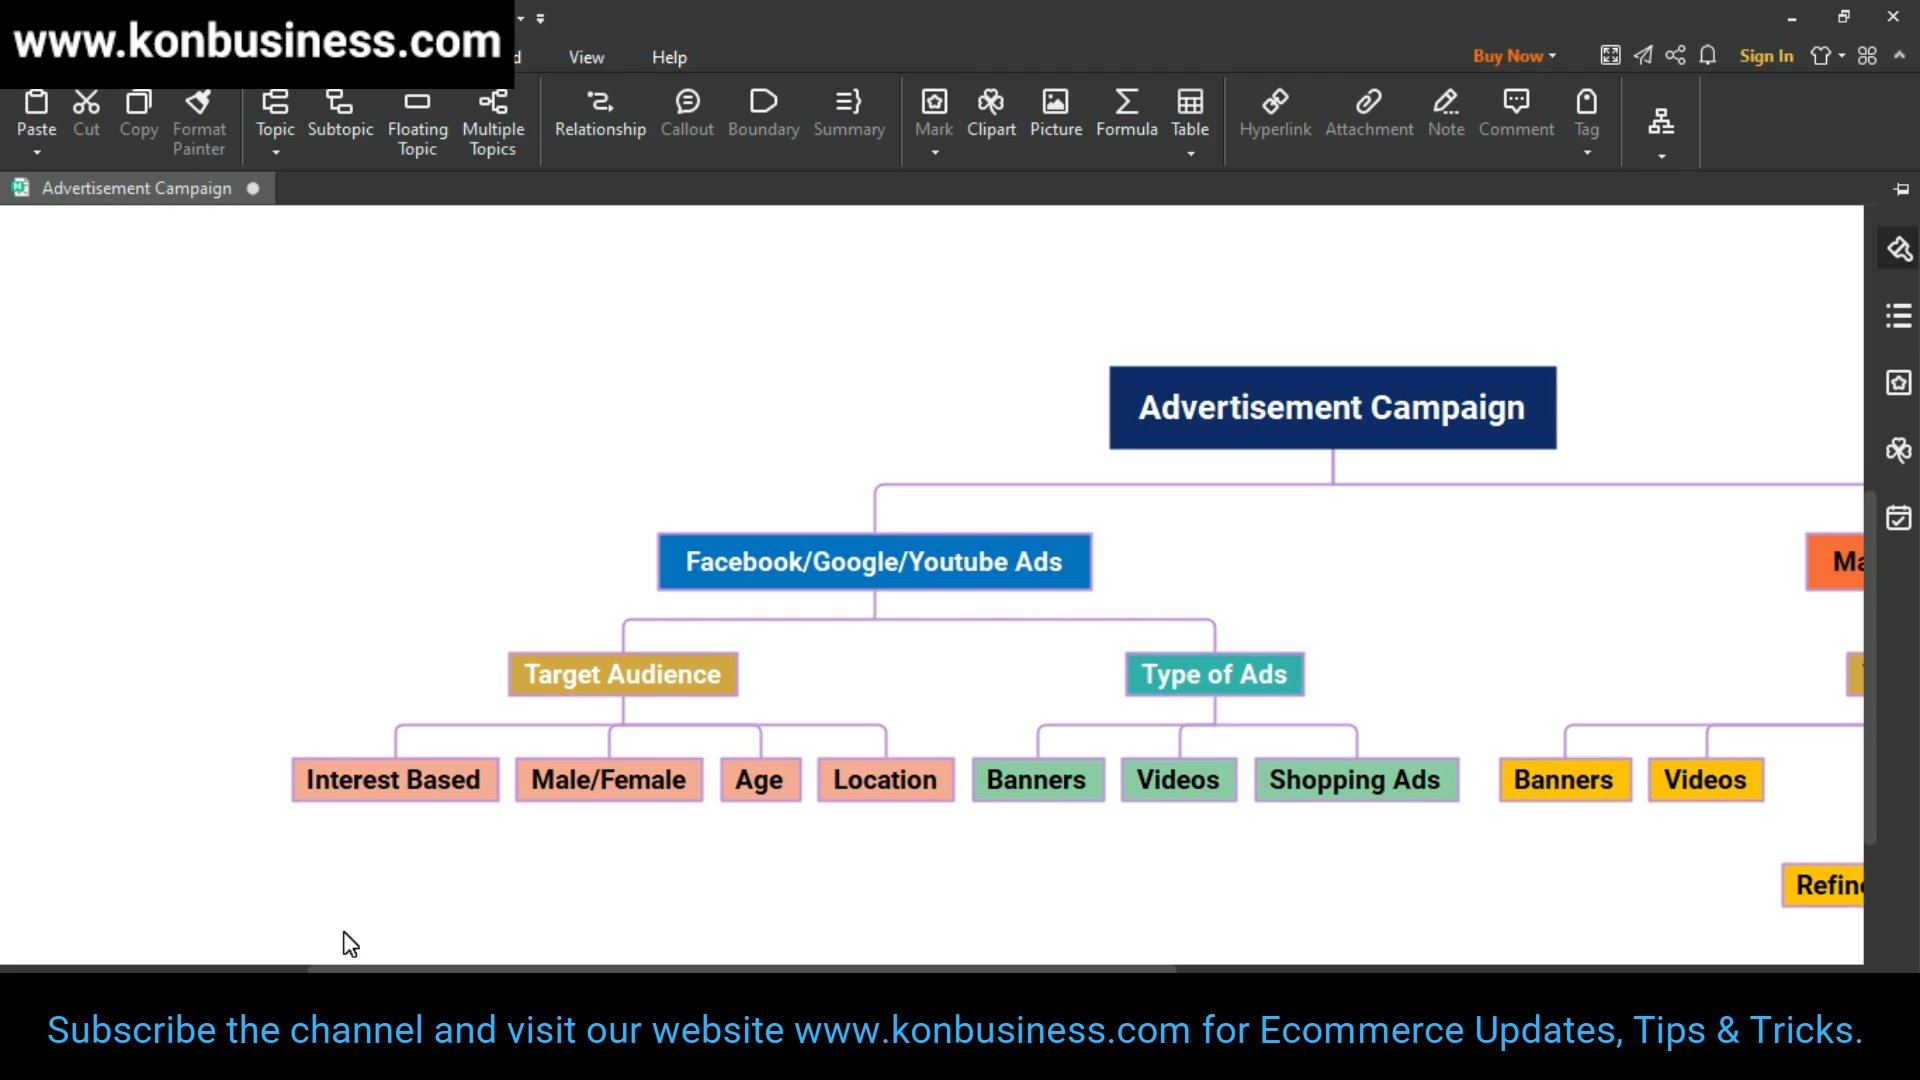 www.konbusiness.com
View Help Buy Now Sign In
Paste Cut Copy Format Painter Topic Subtopic Floating Topic Multiple Topics Relationship Callout Boundary Summary Mark Clipart Picture Formula Table Hyperlink Attachment Note Comment Tag
Advertisement Campaign
Advertisement Campaign
Facebook/Google/Youtube Ads
Target Audience Type of Ads
Interest Based Male/Female Age Location Banners Videos Shopping Ads Banners Videos
Subscribe the channel and visit our website www.konbusiness.com for Ecommerce Updates, Tips & Tricks.